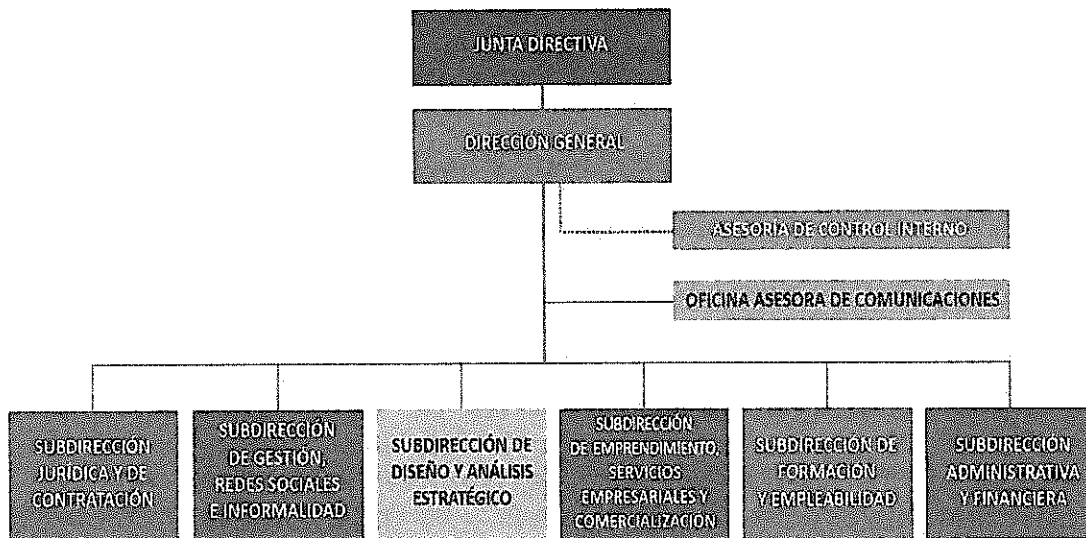 JUNTA DIRECTIVA
DIRECCIÓN GENERAL
ASESORÍA DE CONTROL INTERNO
OFICINA ASESORA DE COMUNICACIONES
SUBDIRECCIÓN
JURÍDICA Y DE
CONTRATACIÓN
SUBDIRECCIÓN
DE GESTIÓN,
REDES SOCIALES
E INFORMALIDAD
SUBDIRECCIÓN DE
DISEÑO Y ANÁLISIS
ESTRATÉGICO
SUBDIRECCIÓN
DE EMPRENDIMIENTO,
SERVICIOS
EMPRESARIALES Y
COMERCIALIZACIÓN
SUBDIRECCIÓN DE
FORMACIÓN
Y EMPLEABILIDAD
SUBDIRECCIÓN
ADMINISTRATIVA
Y FINANCIERA